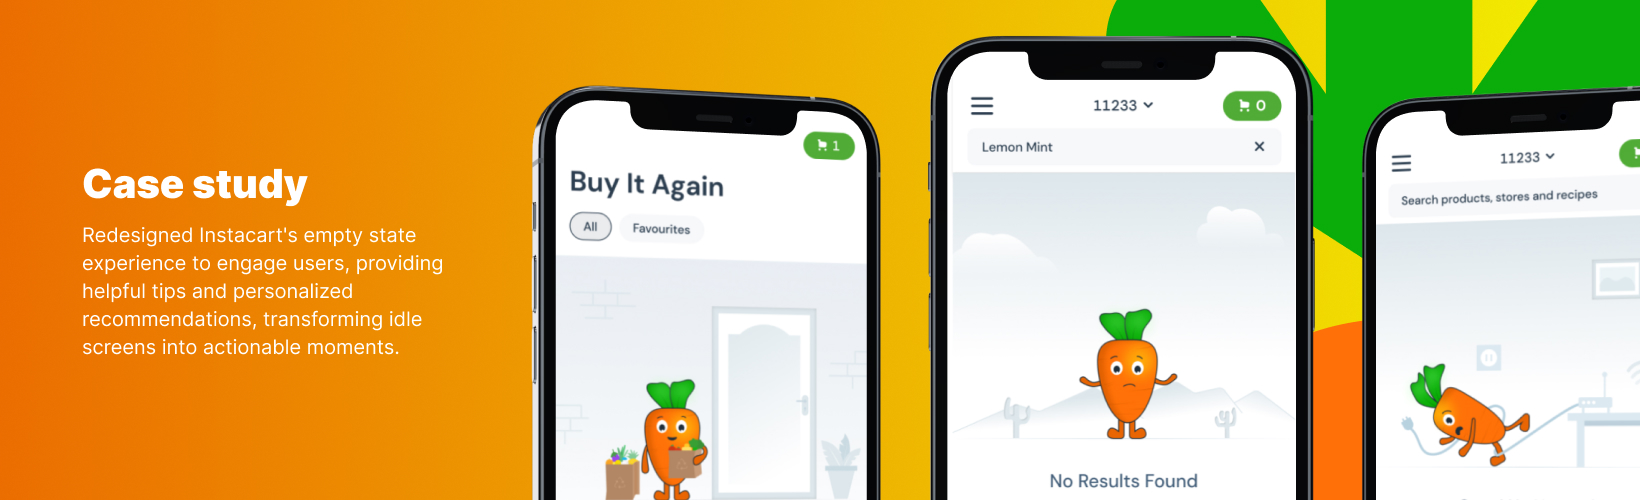 Case study
Redesigned Instacart's empty state
experience to engage users, providing
helpful tips and personalized
recommendations, transforming idle
screens into actionable moments.
1
Buy It Again
All
Favourites
11233
0
Lemon Mint
No Results Found
11233
Search products, stores and recipes